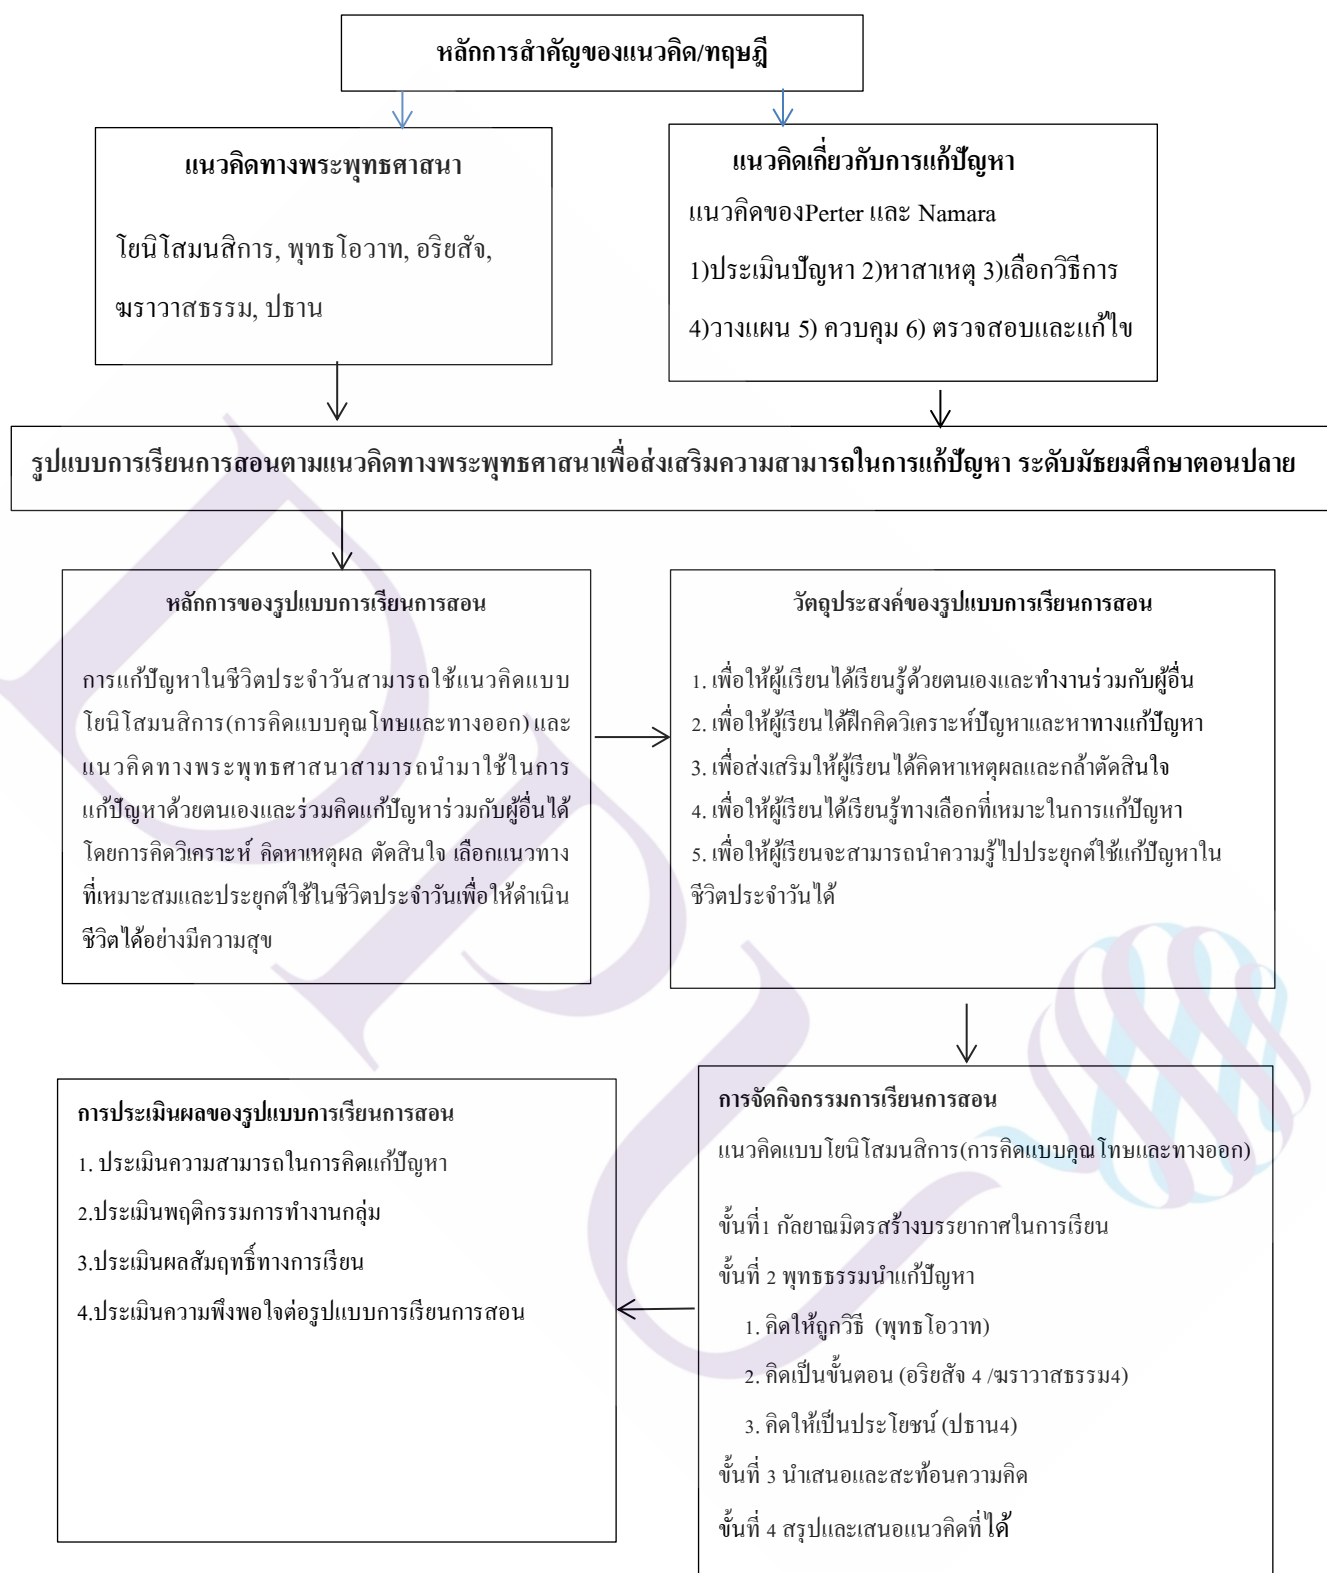 หลักการสำคัญของแนวคิด/ทฤษฎี
แนวคิดทางพระพุทธศาสนา
โยนิโสมนสิการ, พุทธโอวาท, อริยสัจ,
ฆราวาสธรรม, ปธาน
แนวคิดเกี่ยวกับการแก้ปัญหา
แนวคิดของPerter และ Namara
1)ประเมินปัญหา 2)หาสาเหตุ 3)เลือกวิธีการ
4)วางแผน 5) ควบคุม 6) ตรวจสอบและแก้ไข
รูปแบบการเรียนการสอนตามแนวคิดทางพระพุทธศาสนาเพื่อส่งเสริมความสามารถในการแก้ปัญหา ระดับมัธยมศึกษาตอนปลาย
หลักการของรูปแบบการเรียนการสอน
การแก้ปัญหาในชีวิตประจำวันสามารถใช้แนวคิดแบบ
โยนิโสมนสิการ(การคิดแบบคุณโทษและทางออก) และ
แนวคิดทางพระพุทธศาสนาสามารถนำมาใช้ในการ
แก้ปัญหาด้วยตนเองและร่วมคิดแก้ปัญหาร่วมกับผู้อื่นได้
โดยการคิดวิเคราะห์ คิดหาเหตุผล ตัดสินใจ เลือกแนวทาง
ที่เหมาะสมและประยุกต์ใช้ในชีวิตประจำวันเพื่อให้ดำเนิน
ชีวิตได้อย่างมีความสุข
วัตถุประสงค์ของรูปแบบการเรียนการสอน
1. เพื่อให้ผู้แรียนได้เรียนรู้ด้วยตนเองและทำงานร่วมกับผู้อื่น
2. เพื่อให้ผู้เรียนได้ฝึกคิดวิเคราะห์ปัญหาและหาทางแก้ปัญหา
3. เพื่อส่งเสริมให้ผู้เรียนได้คิดหาเหตุผลและกล้าตัดสินใจ
4. เพื่อให้ผู้เรียนได้เรียนรู้ทางเลือกที่เหมาะในการแก้ปัญหา
5. เพื่อให้ผู้เรียนจะสามารถนำความรู้ไปประยุกต์ใช้แก้ปัญหาใน
ชีวิตประจำวันได้
การประเมินผลของรูปแบบการเรียนการสอน
1. ประเมินความสามารถในการคิดแก้ปัญหา
2.ประเมินพฤติกรรมการทำงานกลุ่ม
3.ประเมินผลสัมฤทธิ์ทางการเรียน
4.ประเมินความพึงพอใจต่อรูปแบบการเรียนการสอน
การจัดกิจกรรมการเรียนการสอน
แนวคิดแบบโยนิโสมนสิการ(การคิดแบบคุณโทษและทางออก)
ขั้นที่1 กัลยาณมิตรสร้างบรรยากาศในการเรียน
ขั้นที่ 2 พุทธธรรมนำแก้ปัญหา
1. คิดให้ถูกวิธี (พุทธโอวาท)
2. คิดเป็นขั้นตอน (อริยสัจ 4 /ฆราวาสธรรม4)
3. คิดให้เป็นประโยชน์ (ปธาน4)
ขั้นที่ 3 นำเสนอและสะท้อนความคิด
ขั้นที่ 4 สรุปและเสนอแนวคิดที่ได้
DPU